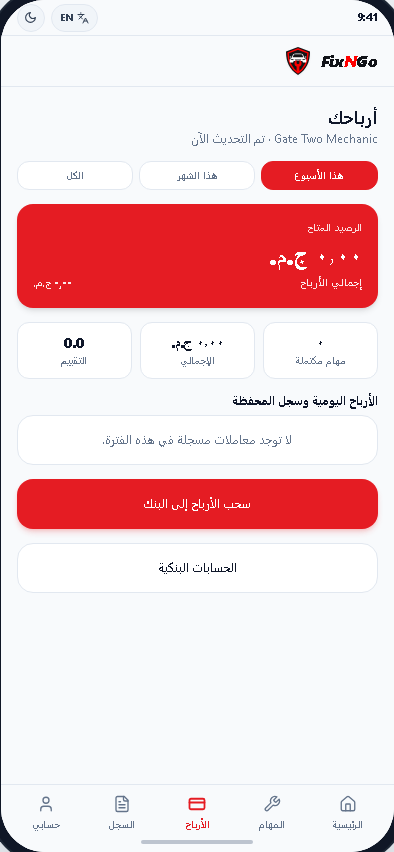 9:41
EN
FixNGo
أرباحك
Gate Two Mechanic · تم التحديث الآن
هذا الأسبوع
هذا الشهر
الكل
الرصيد المتاح
٠٫٠٠ ج.م.
إجمالي الأرباح
٠٫٠٠ ج.م.
٠
مهام مكتملة
٠٫٠٠ ج.م.
الإجمالي
0.0
التقييم
الأرباح اليومية وسجل المحفظة
لا توجد معاملات مسجلة في هذه الفترة.
سحب الأرباح إلى البنك
الحسابات البنكية
الرئيسية
المهام
الأرباح
السجل
حسابي